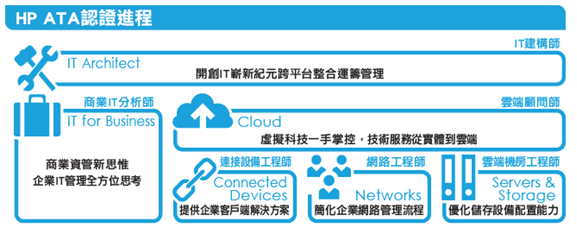 HP ATA認證進程
IT建構師
IT Architect
開創IT嶄新紀元跨平台整合運籌管理
商業IT分析師
IT for Business
商業資管新思惟
企業IT管理全方位思考
雲端顧問師
Cloud
虛擬科技一手掌控，技術服務從實體到雲端
連接設備工程師
Connected
Devices
提供企業客戶端解決方案
網路工程師
Networks
簡化企業網路管理流程
雲端機房工程師
Servers &
Storage
優化儲存設備配置能力